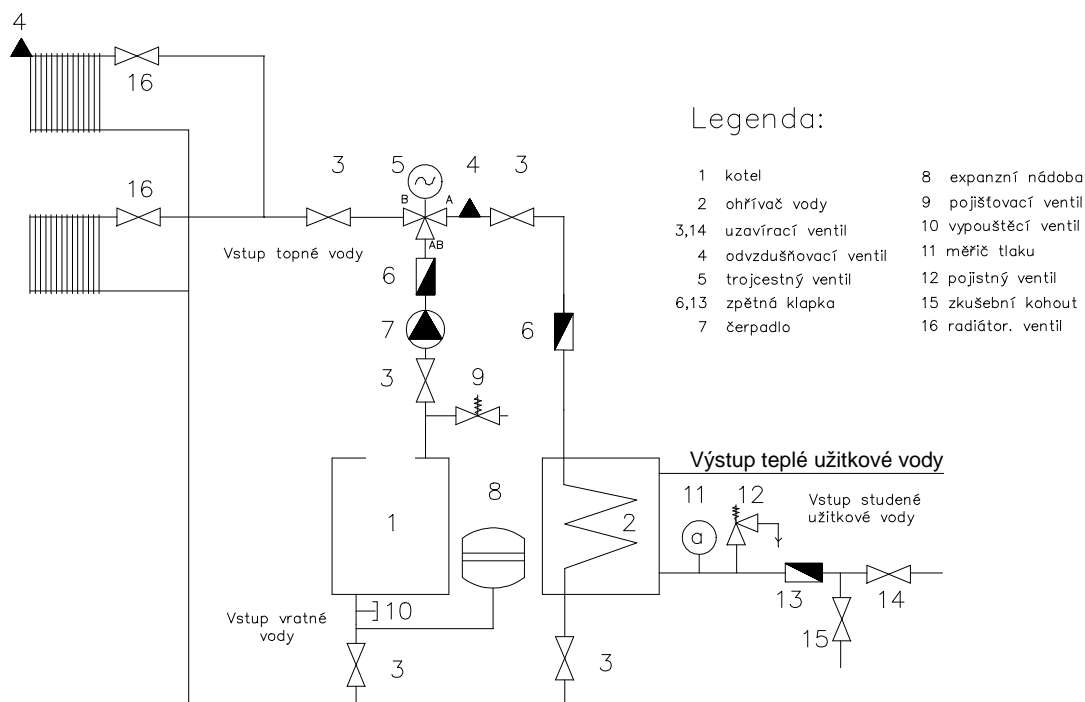 4
16
Legenda:
3
5
4
3
16
B
A
AB
Vstup topné vody
1 kotel
2 ohřívač vody
3,14 uzavírací ventil
4 odvzdušňovací ventil
5 trojcestný ventil
6,13 zpětná klapka
7 čerpadlo
8 expanzní nádoba
9 pojišťovací ventil
10 vypouštěcí ventil
11 měřič tlaku
12 pojistný ventil
15 zkušební kohout
16 radiátor. ventil
6
7
6
3
9
Výstup teplé užitkové vody
8
11
12
Vstup studené
užitkové vody
1
2
a
13
14
10
Vstup vratné
vody
15
3
3